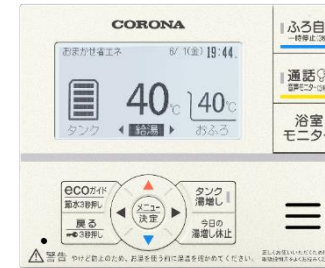 CORONA
おまかせ省エネ 6/ 1(金) 19:44
40℃ 40℃
タンク ◀ 給湯 ▶ おふろ
ふろ自
一時停止
通話
浴室
モニタ
ecoガイド
節水3秒押し
メニュー
決定
タンク
湯増し
戻る
3秒押し
今日の
湯増し休止
警告 やけど防止のため、お湯を使う前に湯温を確かめてください。